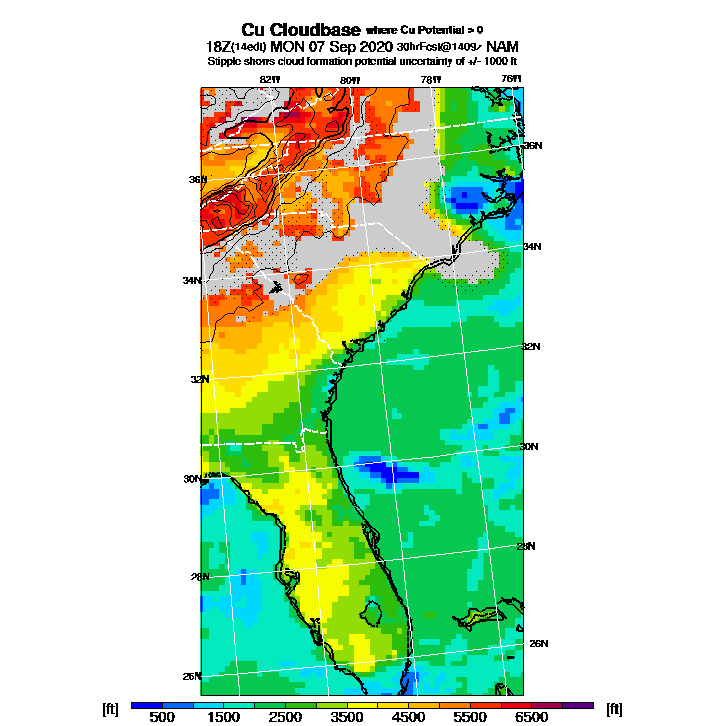 Cu Cloudbase where Cu Potential > 0
18Z(14edt) MON 07 Sep 2020 30hrFcst@1409z NAM
Stipple shows cloud formation potential uncertainty of +/- 1000 ft
82W 80W 78W 76W
36N 36N
34N 34N
32N 32N
30N 30N
28N 28N
26N 26N
[ft] 500 1500 2500 3500 4500 5500 6500 [ft]